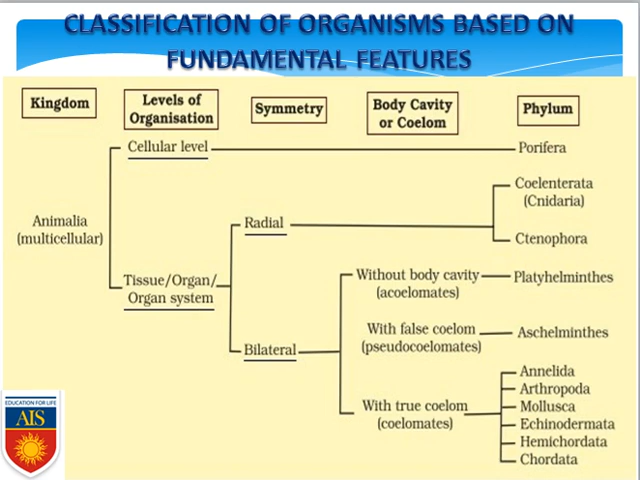 CLASSIFICATION OF ORGANISMS BASED ON
FUNDAMENTAL FEATURES
Kingdom
Levels of
Organisation
Symmetry
Body Cavity
or Coelom
Phylum
Cellular level
Porifera
Animalia
(multicellular)
Radial
Coelenterata
(Cnidaria)
Ctenophora
Tissue/Organ/
Organ system
Without body cavity
(acoelomates)
Platyhelminthes
Bilateral
With false coelom
(pseudocoelomates)
Aschelminthes
With true coelom
(coelomates)
Annelida
Arthropoda
Mollusca
Echinodermata
Hemichordata
Chordata
EDUCATION FOR LIFE
AIS